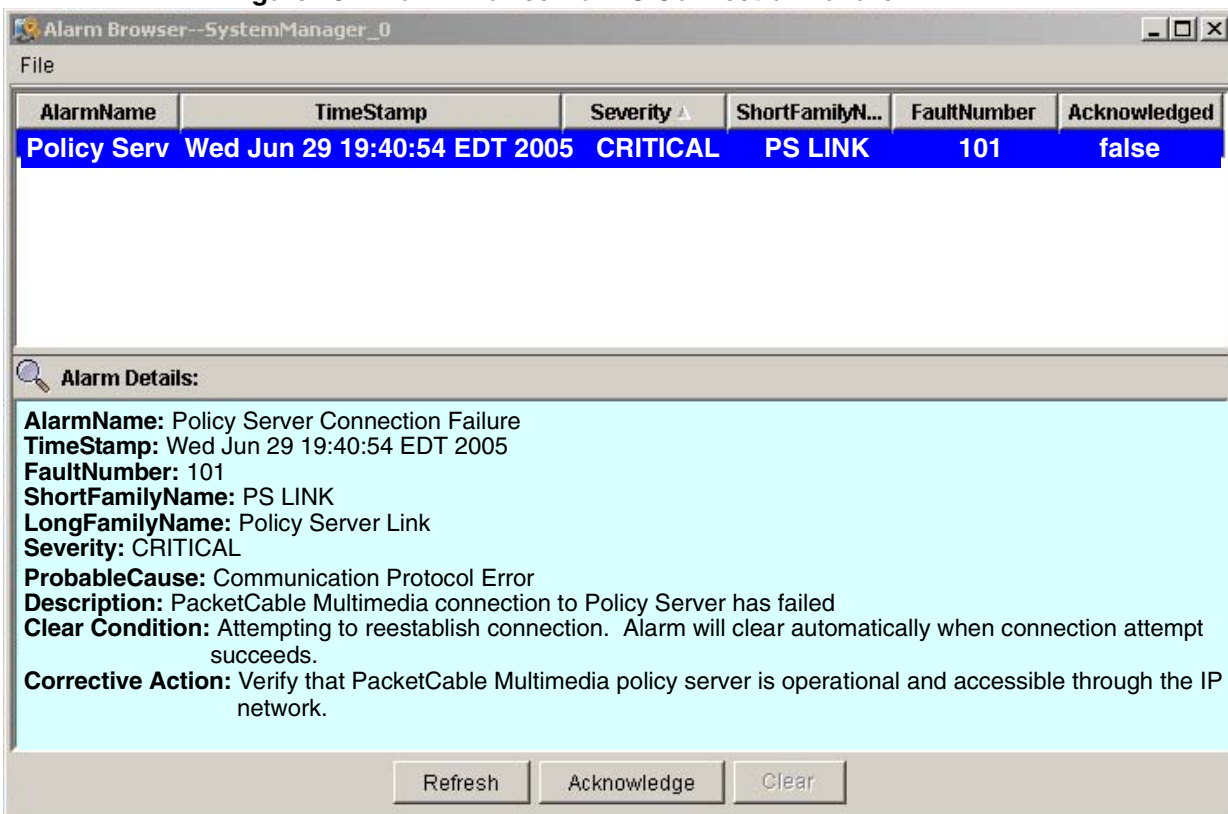 Alarm Browser--SystemManager_0
File
AlarmName TimeStamp Severity ShortFamilyN... FaultNumber Acknowledged
Policy Serv Wed Jun 29 19:40:54 EDT 2005 CRITICAL PS LINK 101 false
Alarm Details:
AlarmName: Policy Server Connection Failure
TimeStamp: Wed Jun 29 19:40:54 EDT 2005
FaultNumber: 101
ShortFamilyName: PS LINK
LongFamilyName: Policy Server Link
Severity: CRITICAL
ProbableCause: Communication Protocol Error
Description: PacketCable Multimedia connection to Policy Server has failed
Clear Condition: Attempting to reestablish connection. Alarm will clear automatically when connection attempt
succeeds.
Corrective Action: Verify that PacketCable Multimedia policy server is operational and accessible through the IP
network.
Refresh Acknowledge Clear